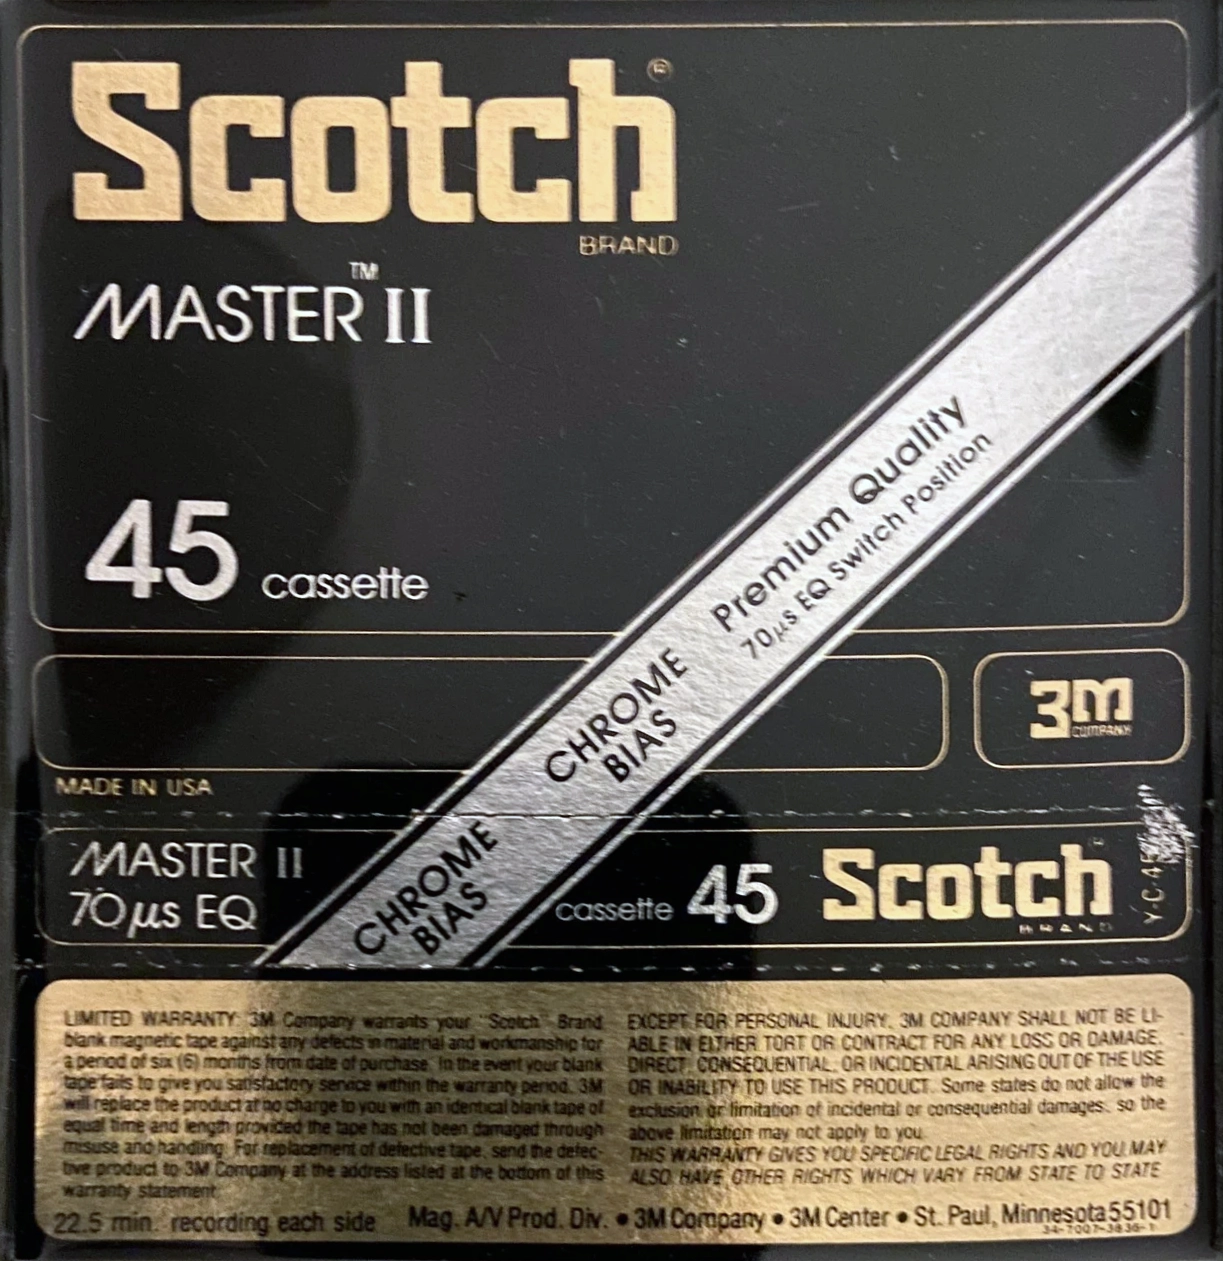 Scotch®
BRAND
MASTER™ II
45 cassette
Premium Quality
70µs EQ Switch Position
CHROME
BIAS
3M
COMPANY
MADE IN USA
MASTER II
70µs EQ
CHROME
BIAS
cassette 45
Scotch
BRAND
Y-C-45
LIMITED WARRANTY: 3M Company warrants your "Scotch" Brand
blank magnetic tape against any defects in material and workmanship for
a period of six (6) months from date of purchase. In the event your blank
tape fails to give you satisfactory service within the warranty period, 3M
will replace the product at no charge to you with an identical blank tape of
equal time and length provided the tape has not been damaged through
misuse and handling. For replacement of defective tape, send the defec-
tive product to 3M Company at the address listed at the bottom of this
warranty statement.
EXCEPT FOR PERSONAL INJURY, 3M COMPANY SHALL NOT BE LI-
ABLE IN EITHER TORT OR CONTRACT FOR ANY LOSS OR DAMAGE,
DIRECT, CONSEQUENTIAL, OR INCIDENTAL ARISING OUT OF THE USE
OR INABILITY TO USE THIS PRODUCT. Some states do not allow the
exclusion or limitation of incidental or consequential damages, so the
above limitation may not apply to you.
THIS WARRANTY GIVES YOU SPECIFIC LEGAL RIGHTS AND YOU MAY
ALSO HAVE OTHER RIGHTS WHICH VARY FROM STATE TO STATE
22.5 min. recording each side
Mag. A/V Prod. Div. • 3M Company • 3M Center • St. Paul, Minnesota 55101